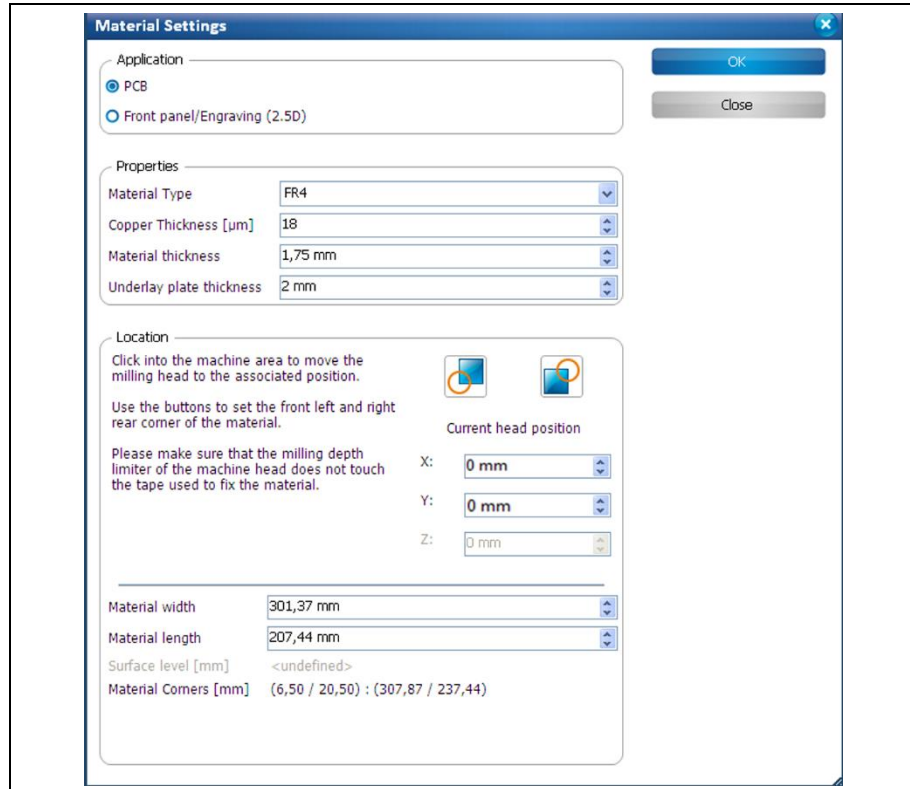 Material Settings
Application
PCB
Front panel/Engraving (2.5D)
OK
Close
Properties
Material Type FR4
Copper Thickness [µm] 18
Material thickness 1,75 mm
Underlay plate thickness 2 mm
Location
Click into the machine area to move the
milling head to the associated position.
Use the buttons to set the front left and right
rear corner of the material.
Please make sure that the milling depth
limiter of the machine head does not touch
the tape used to fix the material.
Current head position
X: 0 mm
Y: 0 mm
Z: 0 mm
Material width 301,37 mm
Material length 207,44 mm
Surface level [mm] <undefined>
Material Corners [mm] (6,50 / 20,50) : (307,87 / 237,44)